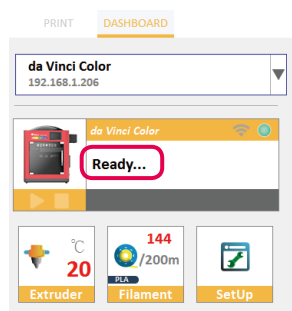 PRINT DASHBOARD
da Vinci Color
192.168.1.206
da Vinci Color
Ready...
°C
20
Extruder
144
/200m
PLA
Filament
SetUp